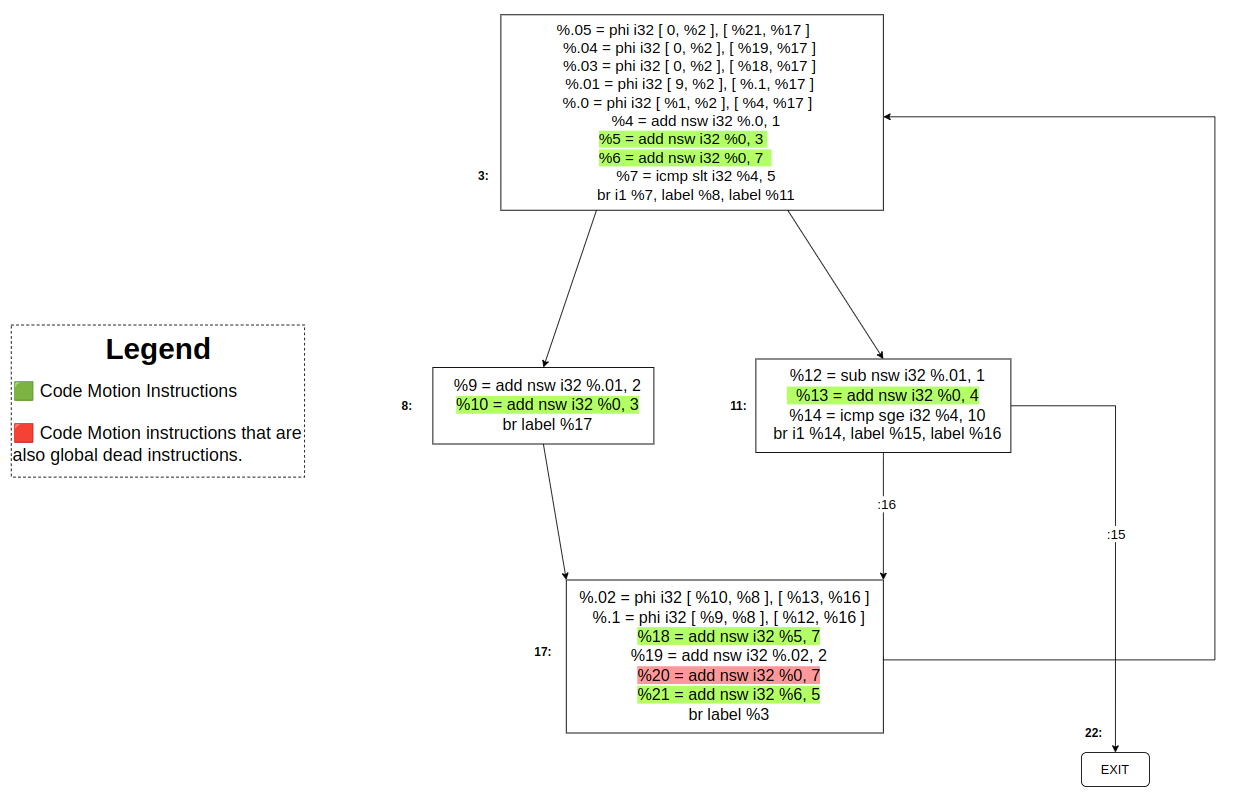 %.05 = phi i32 [ 0, %2 ], [ %21, %17 ]
%.04 = phi i32 [ 0, %2 ], [ %19, %17 ]
%.03 = phi i32 [ 0, %2 ], [ %18, %17 ]
%.01 = phi i32 [ 9, %2 ], [ %.1, %17 ]
%.0 = phi i32 [ %1, %2 ], [ %4, %17 ]
%4 = add nsw i32 %.0, 1
%5 = add nsw i32 %0, 3
%6 = add nsw i32 %0, 7
3:
%7 = icmp slt i32 %4, 5
br i1 %7, label %8, label %11
Legend
Code Motion Instructions
Code Motion instructions that are
also global dead instructions.
8:
%9 = add nsw i32 %.01, 2
%10 = add nsw i32 %0, 3
br label %17
11:
%12 = sub nsw i32 %.01, 1
%13 = add nsw i32 %0, 4
%14 = icmp sge i32 %4, 10
br i1 %14, label %15, label %16
:16
:15
17:
%.02 = phi i32 [ %10, %8 ], [ %13, %16 ]
%.1 = phi i32 [ %9, %8 ], [ %12, %16 ]
%18 = add nsw i32 %5, 7
%19 = add nsw i32 %.02, 2
%20 = add nsw i32 %0, 7
%21 = add nsw i32 %6, 5
br label %3
22:
EXIT